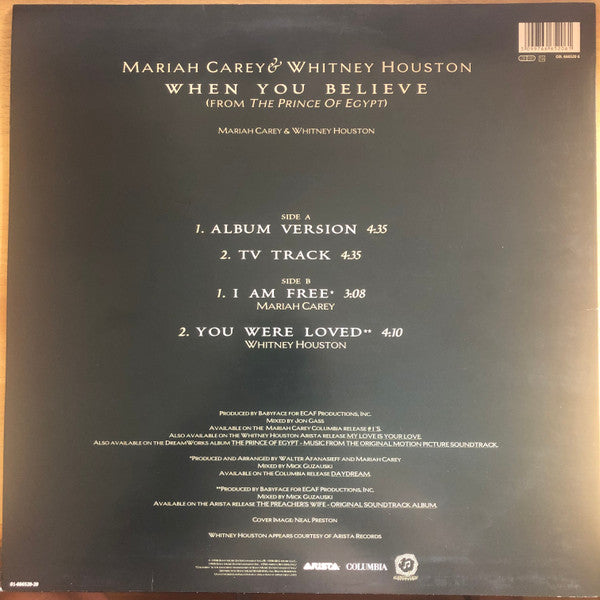 MARIAH CAREY & WHITNEY HOUSTON
WHEN YOU BELIEVE
(FROM THE PRINCE OF EGYPT)
MARIAH CAREY & WHITNEY HOUSTON
SIDE A
1. ALBUM VERSION 4:35
2. TV TRACK 4:35
SIDE B
1. I AM FREE* 3:08
MARIAH CAREY
2. YOU WERE LOVED** 4:10
WHITNEY HOUSTON
PRODUCED BY BABYFACE FOR ECAF PRODUCTIONS, INC.
MIXED BY JON GASS
AVAILABLE ON THE MARIAH CAREY COLUMBIA RELEASE #1'S.
ALSO AVAILABLE ON THE WHITNEY HOUSTON ARISTA RELEASE MY LOVE IS YOUR LOVE.
ALSO AVAILABLE ON THE DREAMWORKS ALBUM THE PRINCE OF EGYPT - MUSIC FROM THE ORIGINAL MOTION PICTURE SOUNDTRACK.
*PRODUCED AND ARRANGED BY WALTER AFANASIEFF AND MARIAH CAREY
MIXED BY MICK GUZAUSKI
AVAILABLE ON THE COLUMBIA RELEASE DAYDREAM.
**PRODUCED BY BABYFACE FOR ECAF PRODUCTIONS, INC.
MIXED BY MICK GUZAUSKI
AVAILABLE ON THE ARISTA RELEASE THE PREACHER'S WIFE - ORIGINAL SOUNDTRACK ALBUM.
COVER IMAGE: NEAL PRESTON
WHITNEY HOUSTON APPEARS COURTESY OF ARISTA RECORDS
ARISTA COLUMBIA
01-666520-20